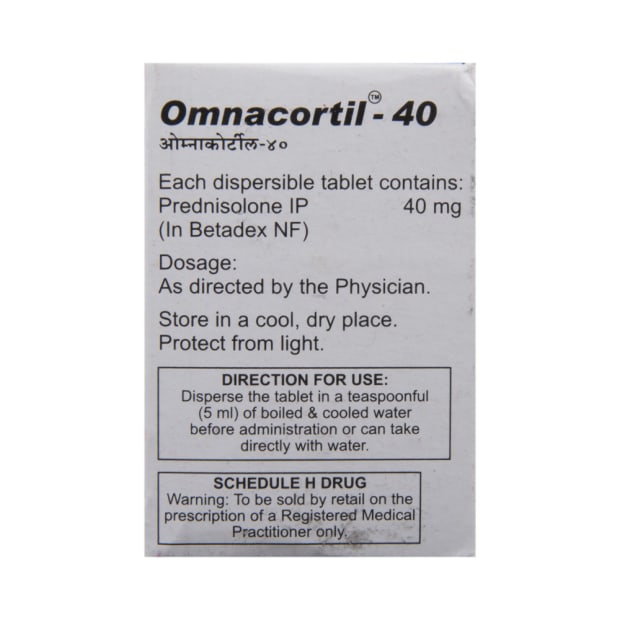 Omnacortil™- 40
ओम्नाकोर्टील-४०
Each dispersible tablet contains:
Prednisolone IP 40 mg
(In Betadex NF)
Dosage:
As directed by the Physician.
Store in a cool, dry place.
Protect from light.
DIRECTION FOR USE:
Disperse the tablet in a teaspoonful
(5 ml) of boiled & cooled water
before administration or can take
directly with water.
SCHEDULE H DRUG
Warning: To be sold by retail on the
prescription of a Registered Medical
Practitioner only.